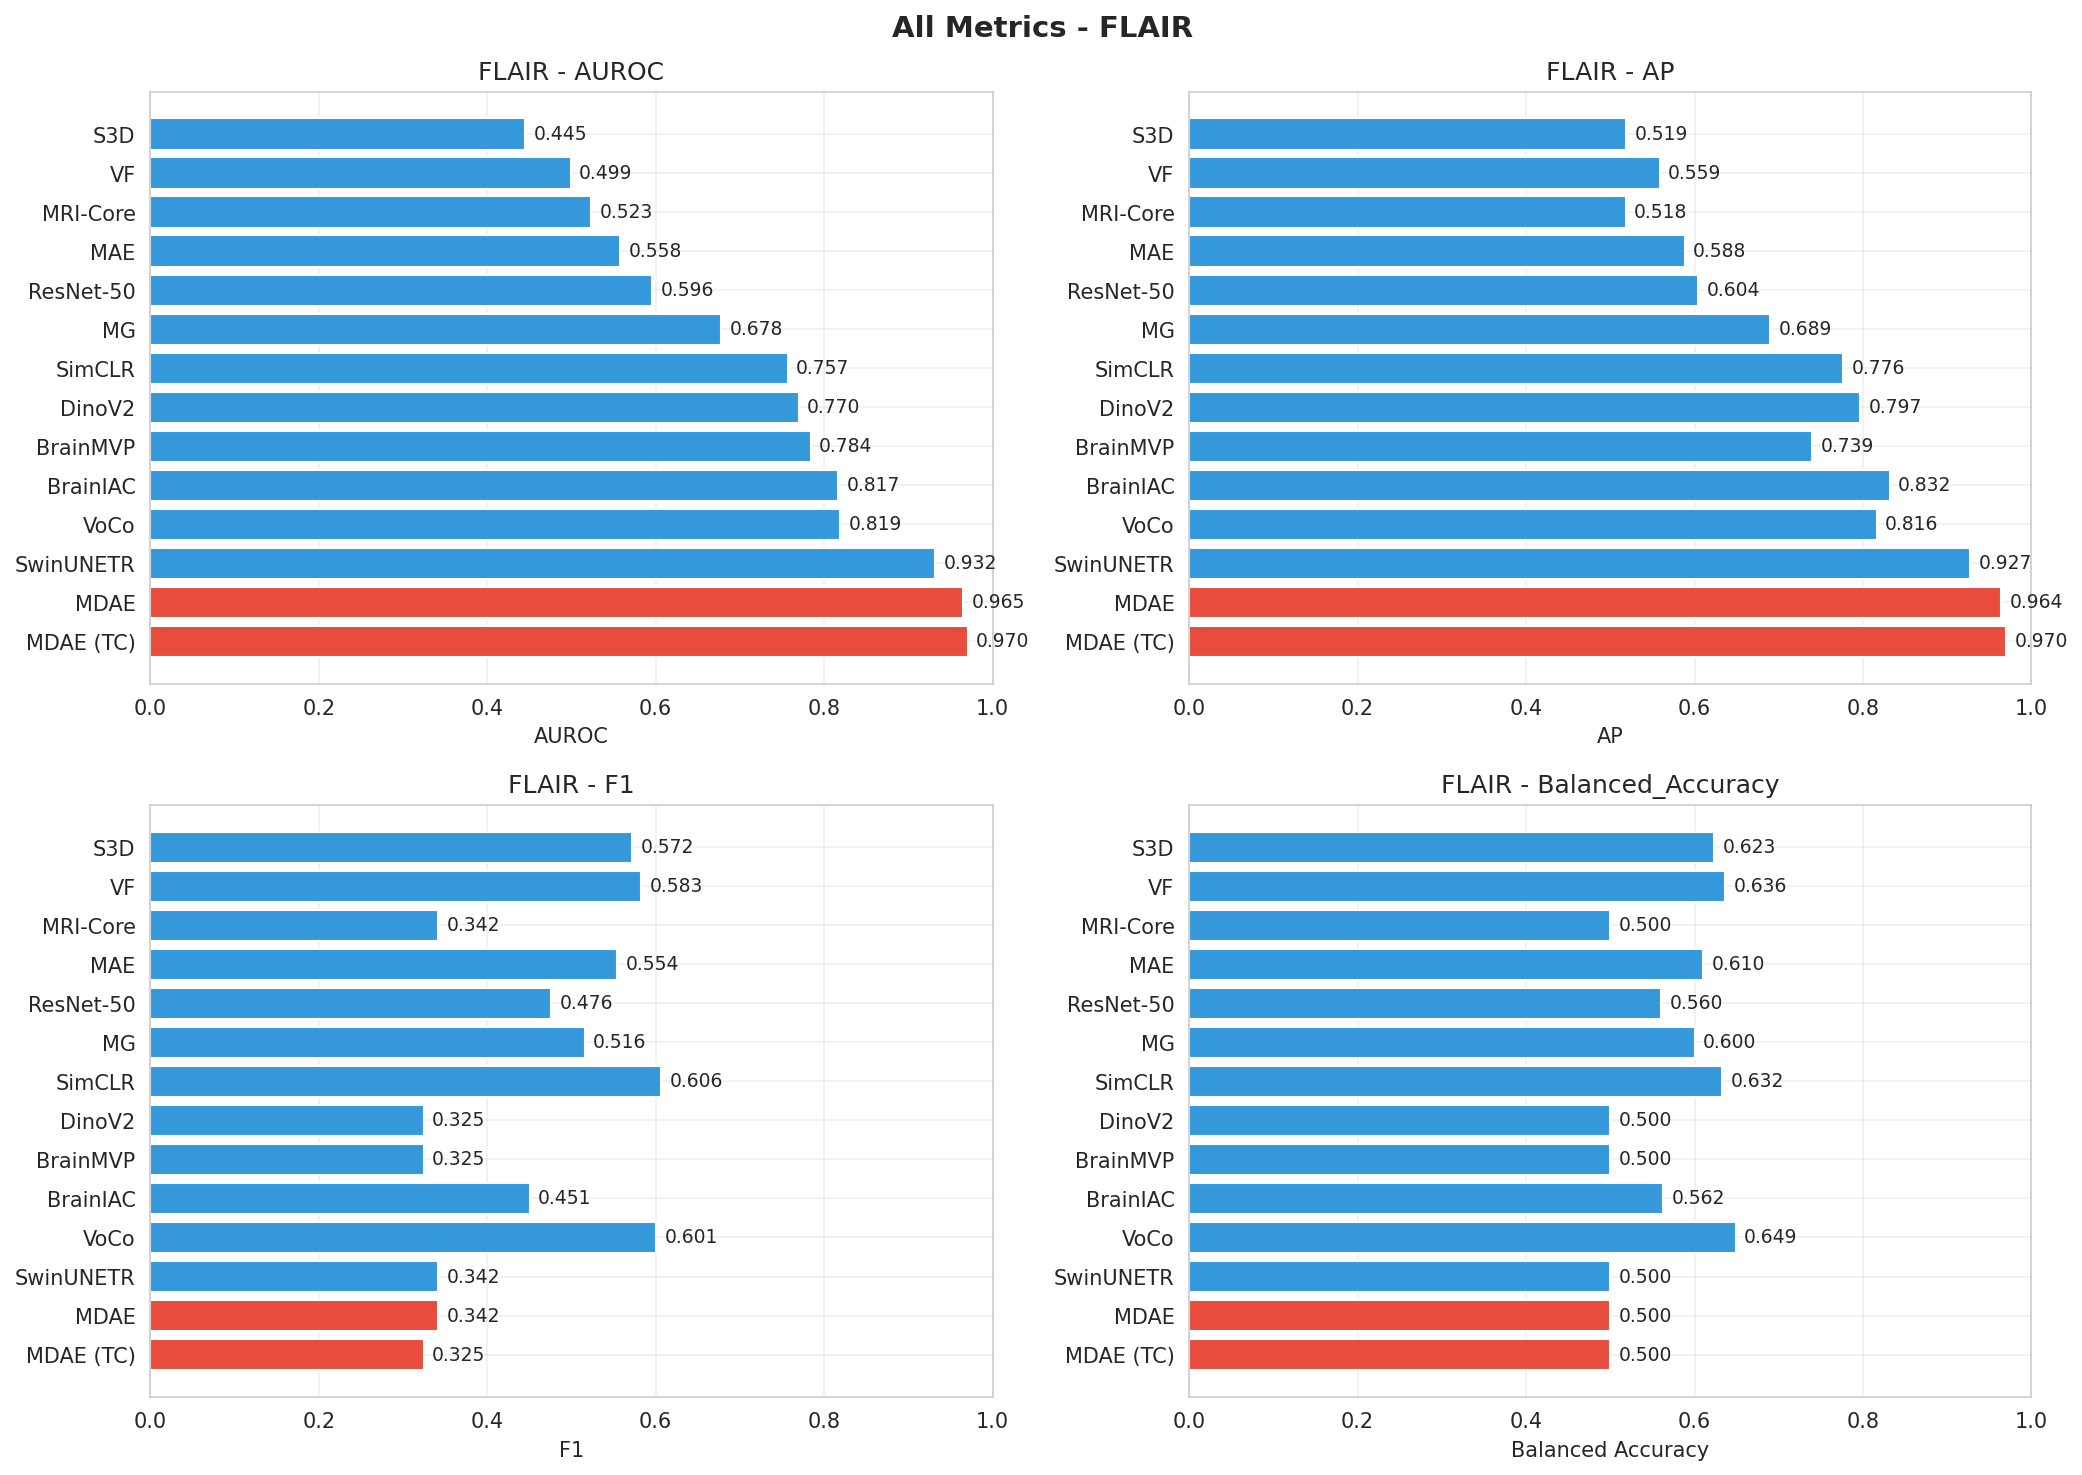 All Metrics - FLAIR
FLAIR - AUROC
S3D 0.445
VF 0.499
MRI-Core 0.523
MAE 0.558
ResNet-50 0.596
MG 0.678
SimCLR 0.757
DinoV2 0.770
BrainMVP 0.784
BrainIAC 0.817
VoCo 0.819
SwinUNETR 0.932
MDAE 0.965
MDAE (TC) 0.970
0.0 0.2 0.4 0.6 0.8 1.0
AUROC
FLAIR - AP
S3D 0.519
VF 0.559
MRI-Core 0.518
MAE 0.588
ResNet-50 0.604
MG 0.689
SimCLR 0.776
DinoV2 0.797
BrainMVP 0.739
BrainIAC 0.832
VoCo 0.816
SwinUNETR 0.927
MDAE 0.964
MDAE (TC) 0.970
0.0 0.2 0.4 0.6 0.8 1.0
AP
FLAIR - F1
S3D 0.572
VF 0.583
MRI-Core 0.342
MAE 0.554
ResNet-50 0.476
MG 0.516
SimCLR 0.606
DinoV2 0.325
BrainMVP 0.325
BrainIAC 0.451
VoCo 0.601
SwinUNETR 0.342
MDAE 0.342
MDAE (TC) 0.325
0.0 0.2 0.4 0.6 0.8 1.0
F1
FLAIR - Balanced_Accuracy
S3D 0.623
VF 0.636
MRI-Core 0.500
MAE 0.610
ResNet-50 0.560
MG 0.600
SimCLR 0.632
DinoV2 0.500
BrainMVP 0.500
BrainIAC 0.562
VoCo 0.649
SwinUNETR 0.500
MDAE 0.500
MDAE (TC) 0.500
0.0 0.2 0.4 0.6 0.8 1.0
Balanced Accuracy